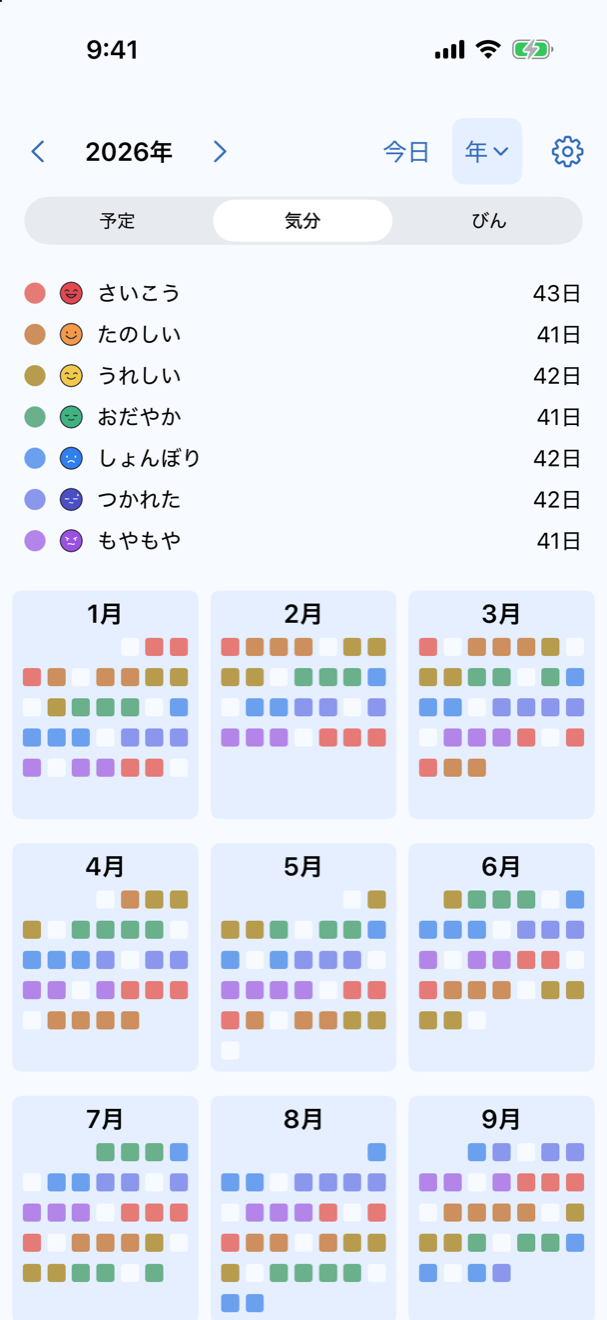 9:41
2026年 今日 年
予定 気分 びん
さいこう 43日
たのしい 41日
うれしい 42日
おだやか 41日
しょんぼり 42日
つかれた 42日
もやもや 41日
1月 2月 3月
4月 5月 6月
7月 8月 9月